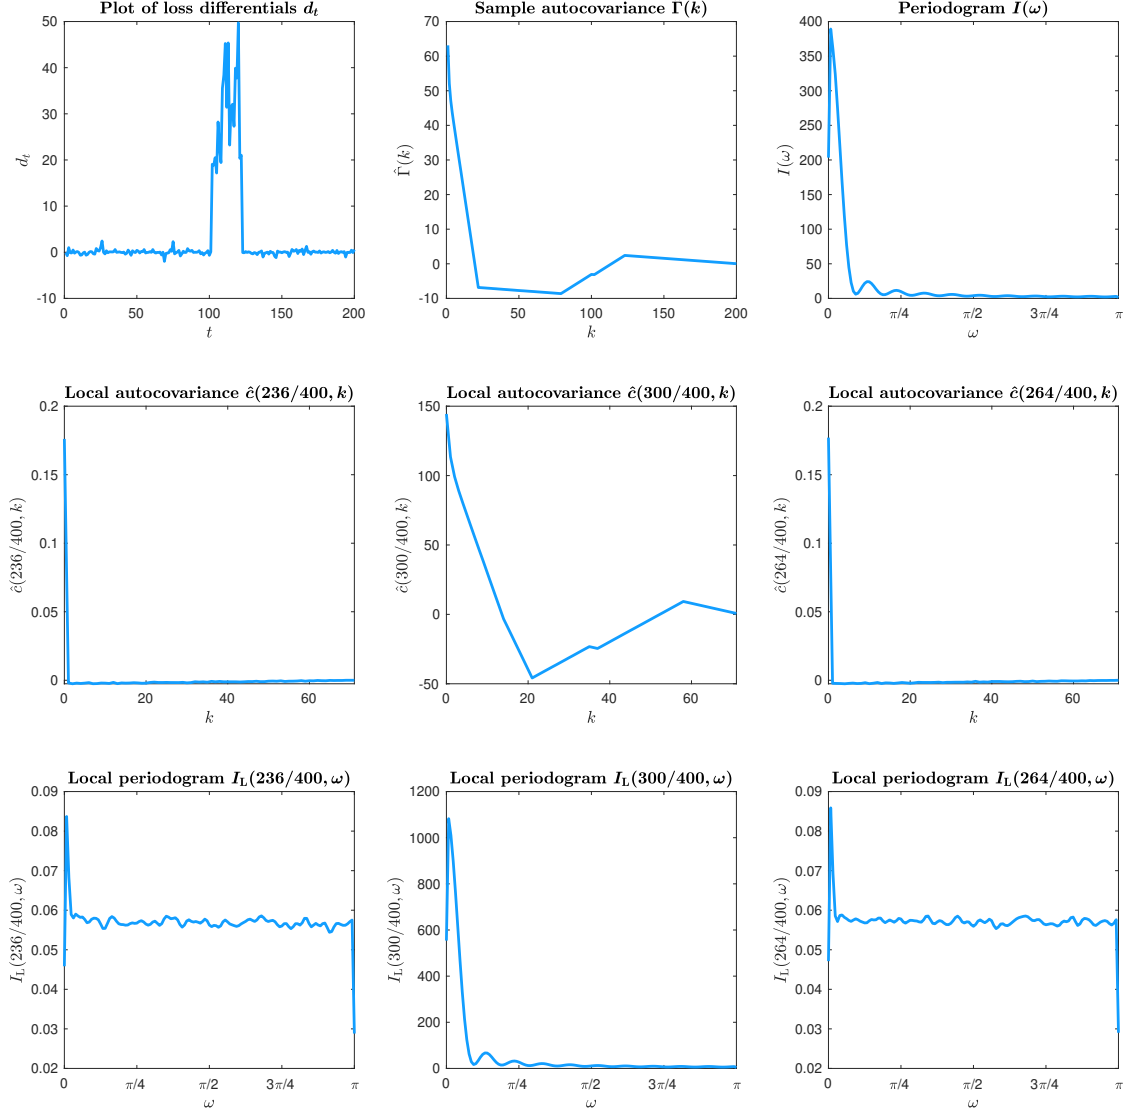 Plot of loss differentials dₜ
50
40
30
20
10
0
-10
dₜ
0 50 100 150 200
t
Sample autocovariance Γ(k)
70
60
50
40
30
20
10
0
-10
Γ̂(k)
0 50 100 150 200
k
Periodogram I(ω)
400
350
300
250
200
150
100
50
0
I(ω)
0 π/4 π/2 3π/4 π
ω
Local autocovariance ĉ(236/400, k)
0.2
0.15
0.1
0.05
0
ĉ(236/400, k)
0 20 40 60
k
Local autocovariance ĉ(300/400, k)
150
100
50
0
-50
ĉ(300/400, k)
0 20 40 60
k
Local autocovariance ĉ(264/400, k)
0.2
0.15
0.1
0.05
0
ĉ(264/400, k)
0 20 40 60
k
Local periodogram I_L(236/400, ω)
0.09
0.08
0.07
0.06
0.05
0.04
0.03
0.02
I_L(236/400, ω)
0 π/4 π/2 3π/4 π
ω
Local periodogram I_L(300/400, ω)
1200
1000
800
600
400
200
0
I_L(300/400, ω)
0 π/4 π/2 3π/4 π
ω
Local periodogram I_L(264/400, ω)
0.09
0.08
0.07
0.06
0.05
0.04
0.03
0.02
I_L(264/400, ω)
0 π/4 π/2 3π/4 π
ω